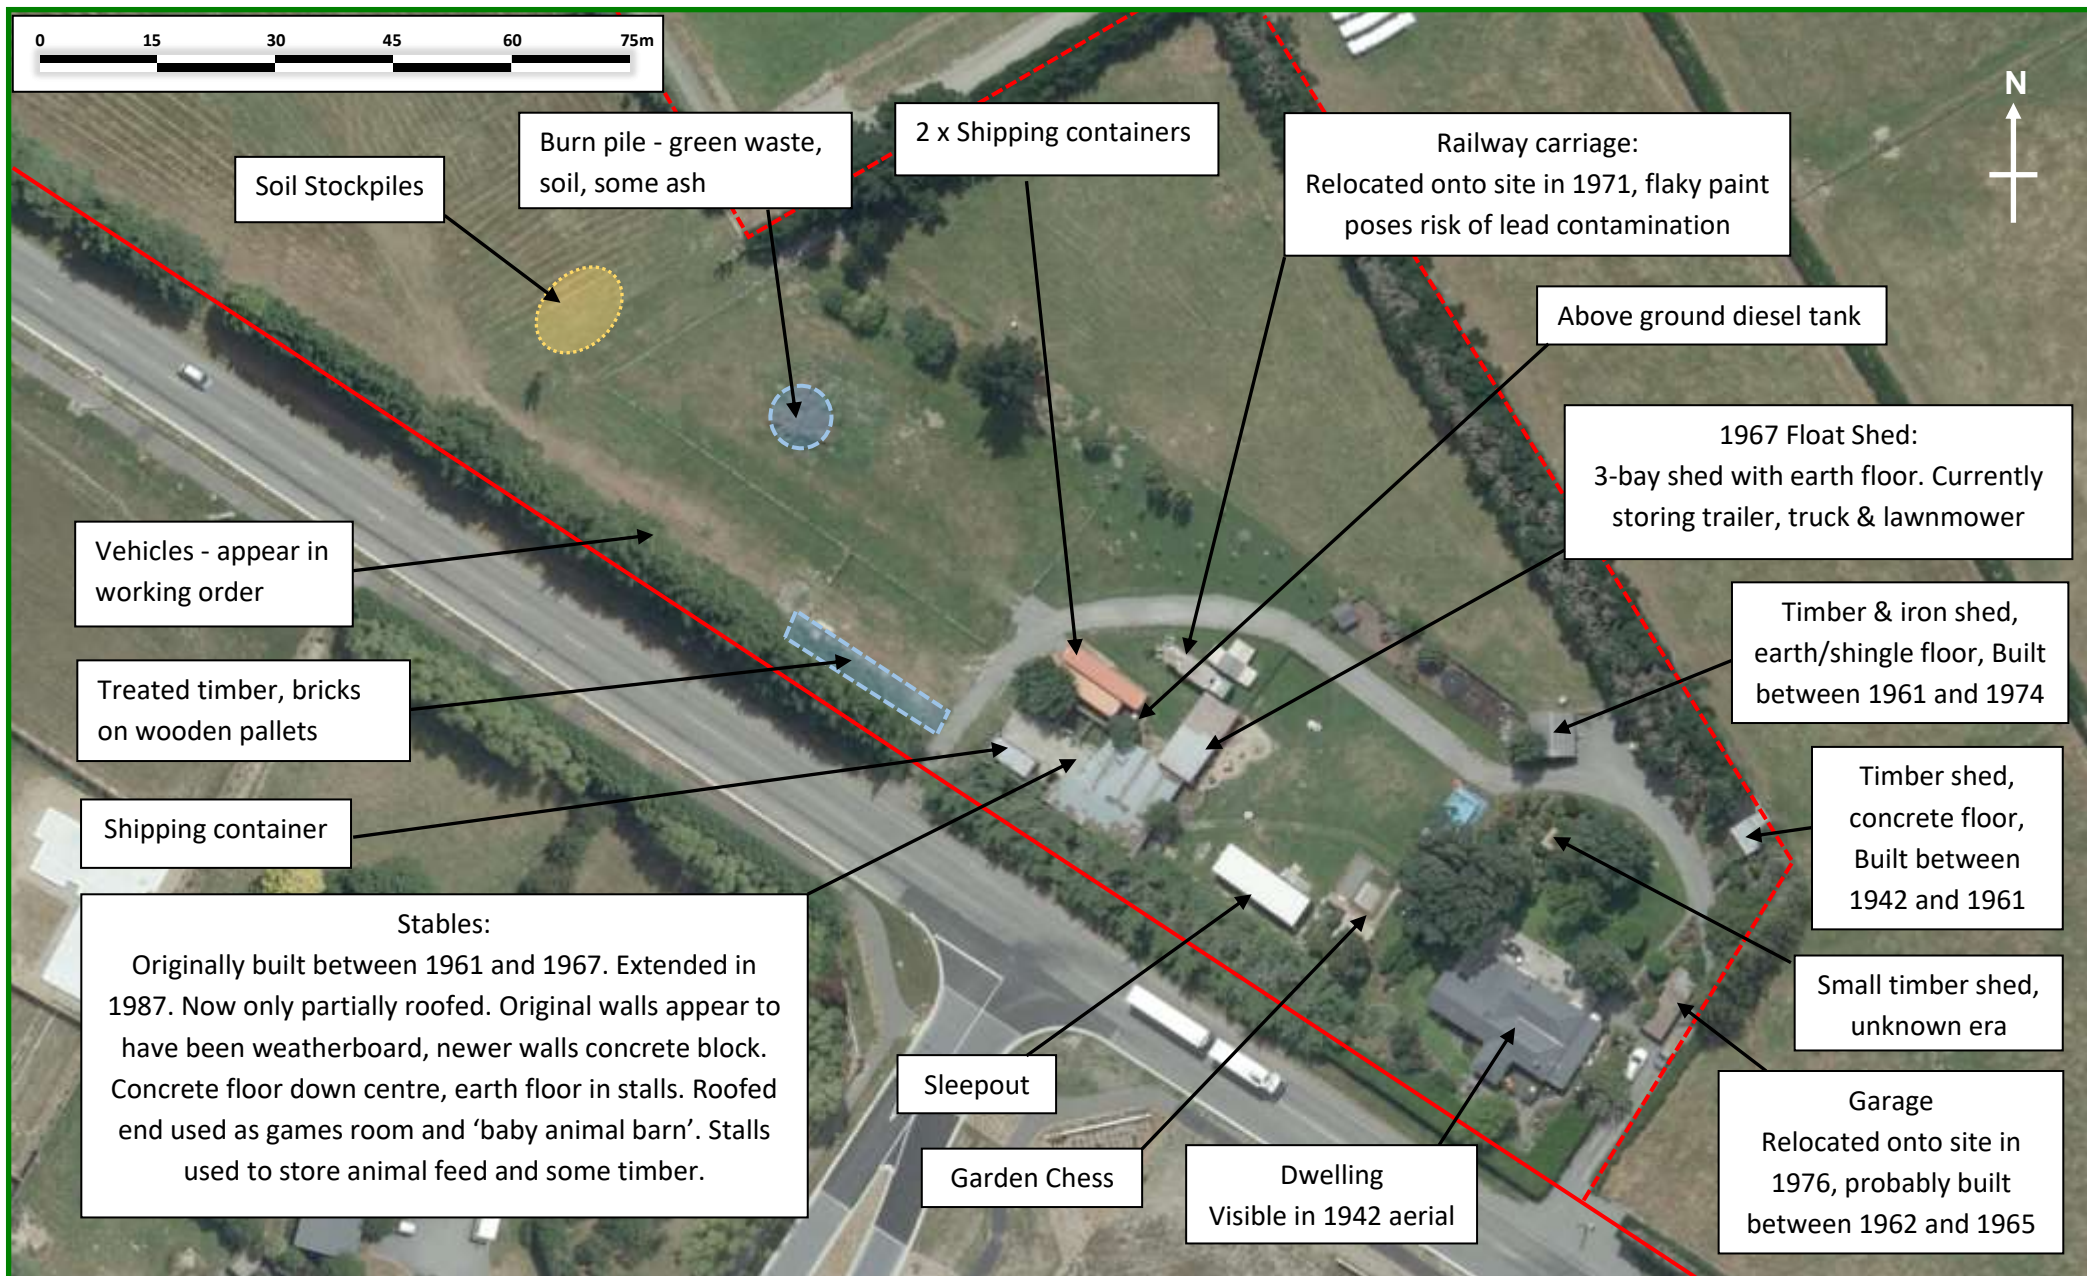 0 15 30 45 60 75m
N
Soil Stockpiles
Burn pile - green waste,
soil, some ash
2 x Shipping containers
Railway carriage:
Relocated onto site in 1971, flaky paint
poses risk of lead contamination
Above ground diesel tank
1967 Float Shed:
3-bay shed with earth floor. Currently
storing trailer, truck & lawnmower
Vehicles - appear in
working order
Timber & iron shed,
earth/shingle floor, Built
between 1961 and 1974
Treated timber, bricks
on wooden pallets
Timber shed,
concrete floor,
Built between
1942 and 1961
Shipping container
Stables:
Originally built between 1961 and 1967. Extended in
1987. Now only partially roofed. Original walls appear to
have been weatherboard, newer walls concrete block.
Concrete floor down centre, earth floor in stalls. Roofed
end used as games room and ‘baby animal barn’. Stalls
used to store animal feed and some timber.
Small timber shed,
unknown era
Sleepout
Garden Chess
Dwelling
Visible in 1942 aerial
Garage
Relocated onto site in
1976, probably built
between 1962 and 1965